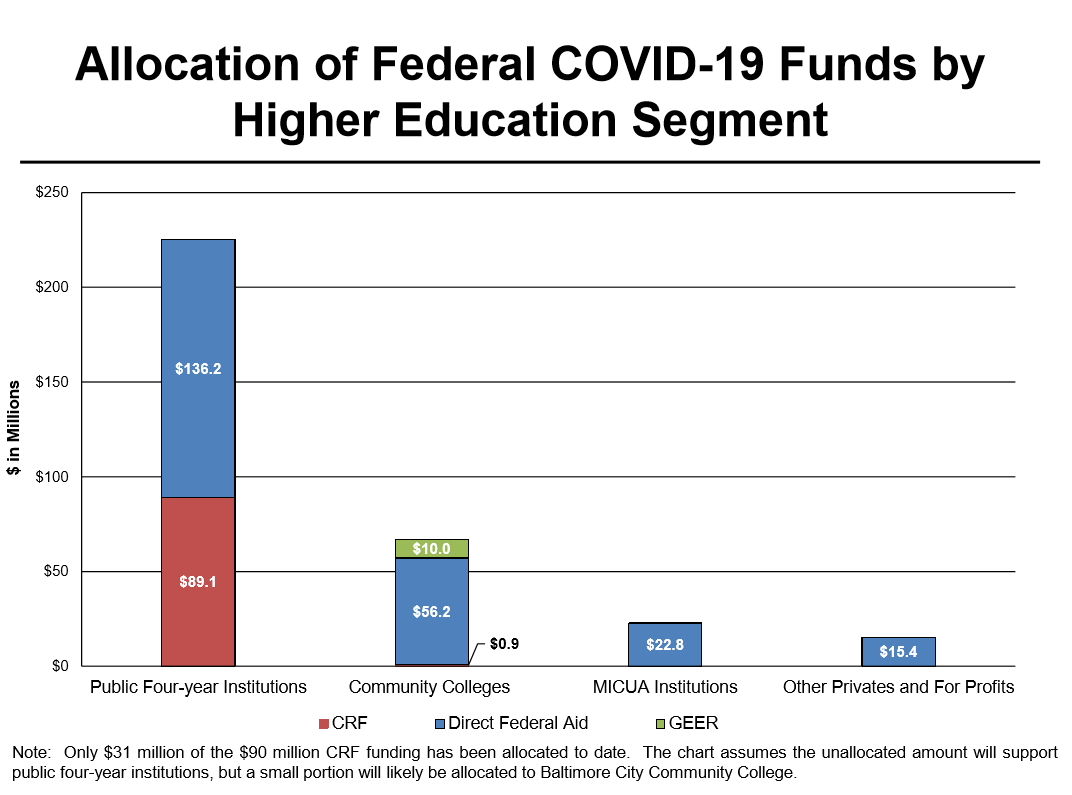 Allocation of Federal COVID-19 Funds by
Higher Education Segment
$ in Millions
$250
$200
$150
$100
$50
$0
$136.2
$89.1
$10.0
$56.2
$0.9
$22.8
$15.4
Public Four-year Institutions
Community Colleges
MICUA Institutions
Other Privates and For Profits
CRF
Direct Federal Aid
GEER
Note: Only $31 million of the $90 million CRF funding has been allocated to date. The chart assumes the unallocated amount will support
public four-year institutions, but a small portion will likely be allocated to Baltimore City Community College.